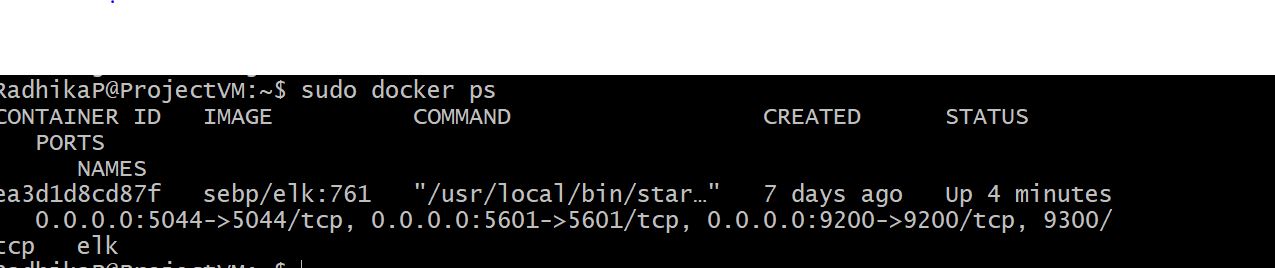 RadhikaP@ProjectVM:~$ sudo docker ps
CONTAINER ID   IMAGE          COMMAND                  CREATED      STATUS
   PORTS
      NAMES
ea3d1d8cd87f   sebp/elk:761   "/usr/local/bin/star…"   7 days ago   Up 4 minutes
   0.0.0.0:5044->5044/tcp, 0.0.0.0:5601->5601/tcp, 0.0.0.0:9200->9200/tcp, 9300/
tcp   elk
RadhikaP@ProjectVM:~$